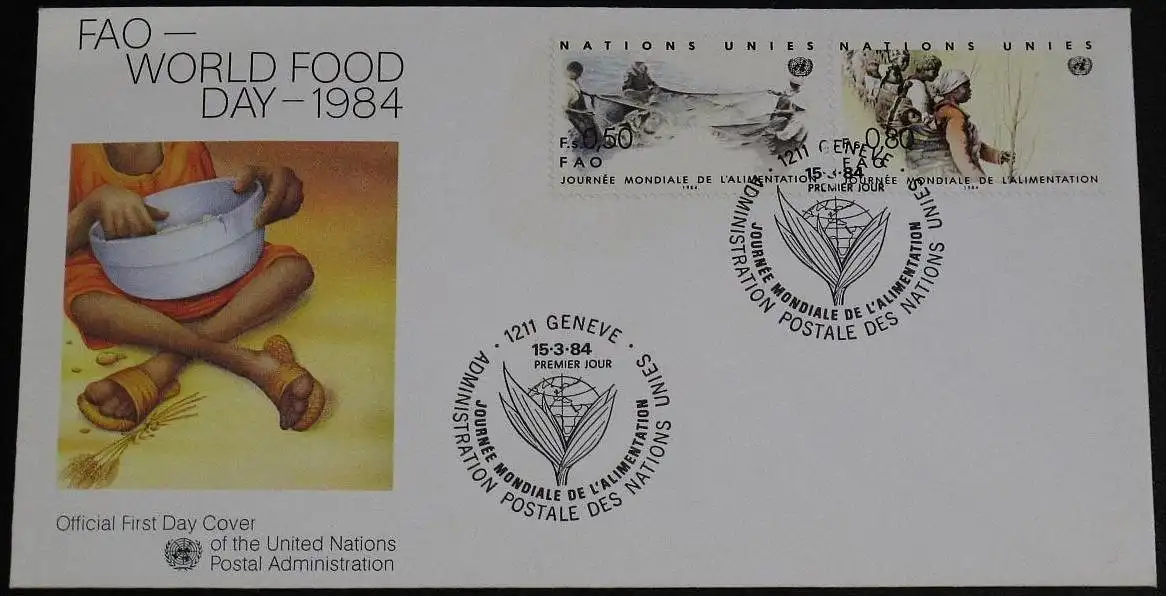 FAO —
WORLD FOOD
DAY — 1984
NATIONS UNIES
F.s. 0,50
FAO
JOURNÉE MONDIALE DE L'ALIMENTATION
1984
NATIONS UNIES
F.s. 0,80
FAO
JOURNÉE MONDIALE DE L'ALIMENTATION
1984
· 1211 GENEVE ·
15·3·84
PREMIER JOUR
JOURNÉE MONDIALE DE L'ALIMENTATION
ADMINISTRATION POSTALE DES NATIONS UNIES
· 1211 GENEVE ·
15·3·84
PREMIER JOUR
JOURNÉE MONDIALE DE L'ALIMENTATION
ADMINISTRATION POSTALE DES NATIONS UNIES
Official First Day Cover
of the United Nations
Postal Administration